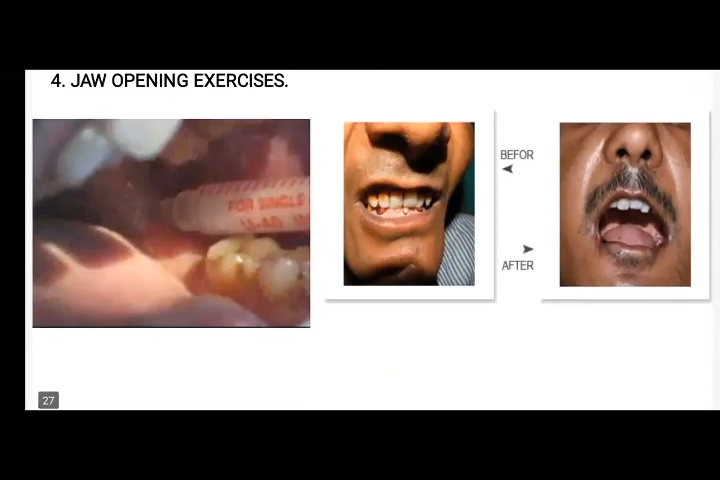 4. JAW OPENING EXERCISES.
FOR SINGLE
BEFOR
AFTER
27